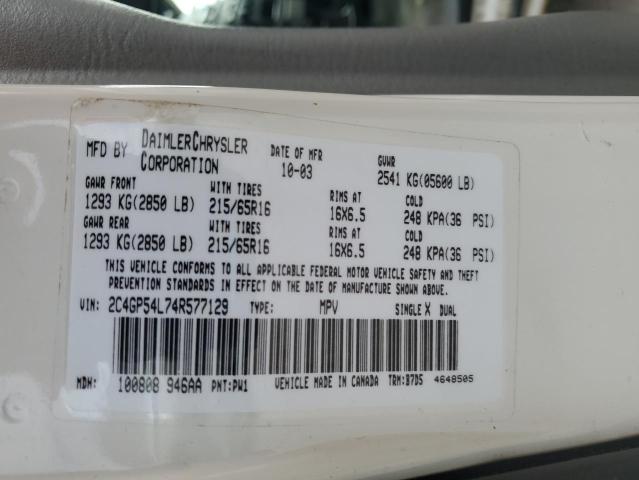 MFD BY DAIMLERCHRYSLER CORPORATION DATE OF MFR 10-03 GVWR 2541 KG(05600 LB)
GAWR FRONT WITH TIRES RIMS AT COLD
1293 KG(2850 LB) 215/65R16 16X6.5 248 KPA(36 PSI)
GAWR REAR WITH TIRES RIMS AT COLD
1293 KG(2850 LB) 215/65R16 16X6.5 248 KPA(36 PSI)
THIS VEHICLE CONFORMS TO ALL APPLICABLE FEDERAL MOTOR VEHICLE SAFETY AND THEFT
PREVENTION STANDARDS IN EFFECT ON THE DATE OF MANUFACTURE SHOWN ABOVE.
VIN: 2C4GP54L74R577129 TYPE: MPV SINGLE X DUAL
MDH: 100808 946AA PNT: PW1 VEHICLE MADE IN CANADA TRM: B7D5 4648505